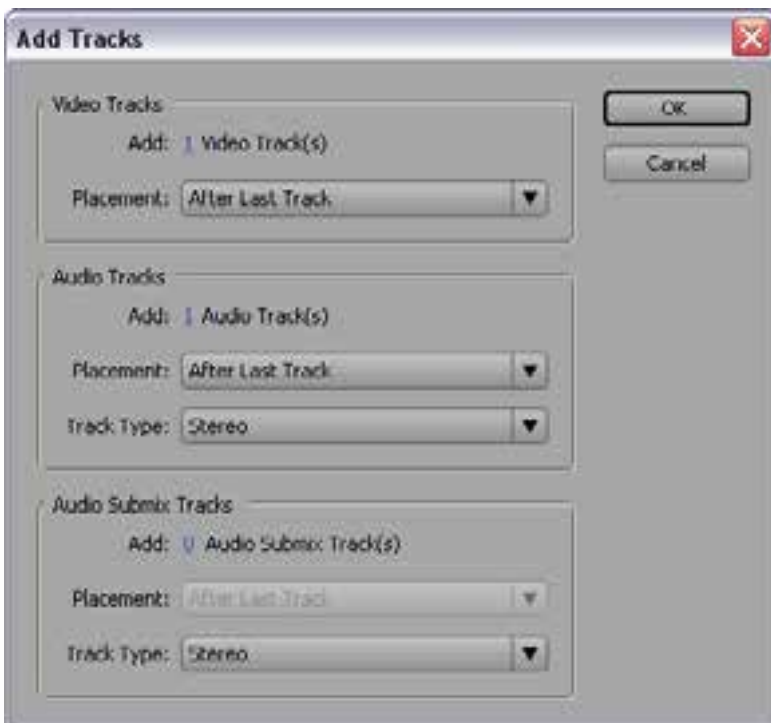 Add Tracks
Video Tracks
Add: 1 Video Track(s)
Placement: After Last Track
OK
Cancel
Audio Tracks
Add: 1 Audio Track(s)
Placement: After Last Track
Track Type: Stereo
Audio Submix Tracks
Add: 0 Audio Submix Track(s)
Placement: After Last Track
Track Type: Stereo